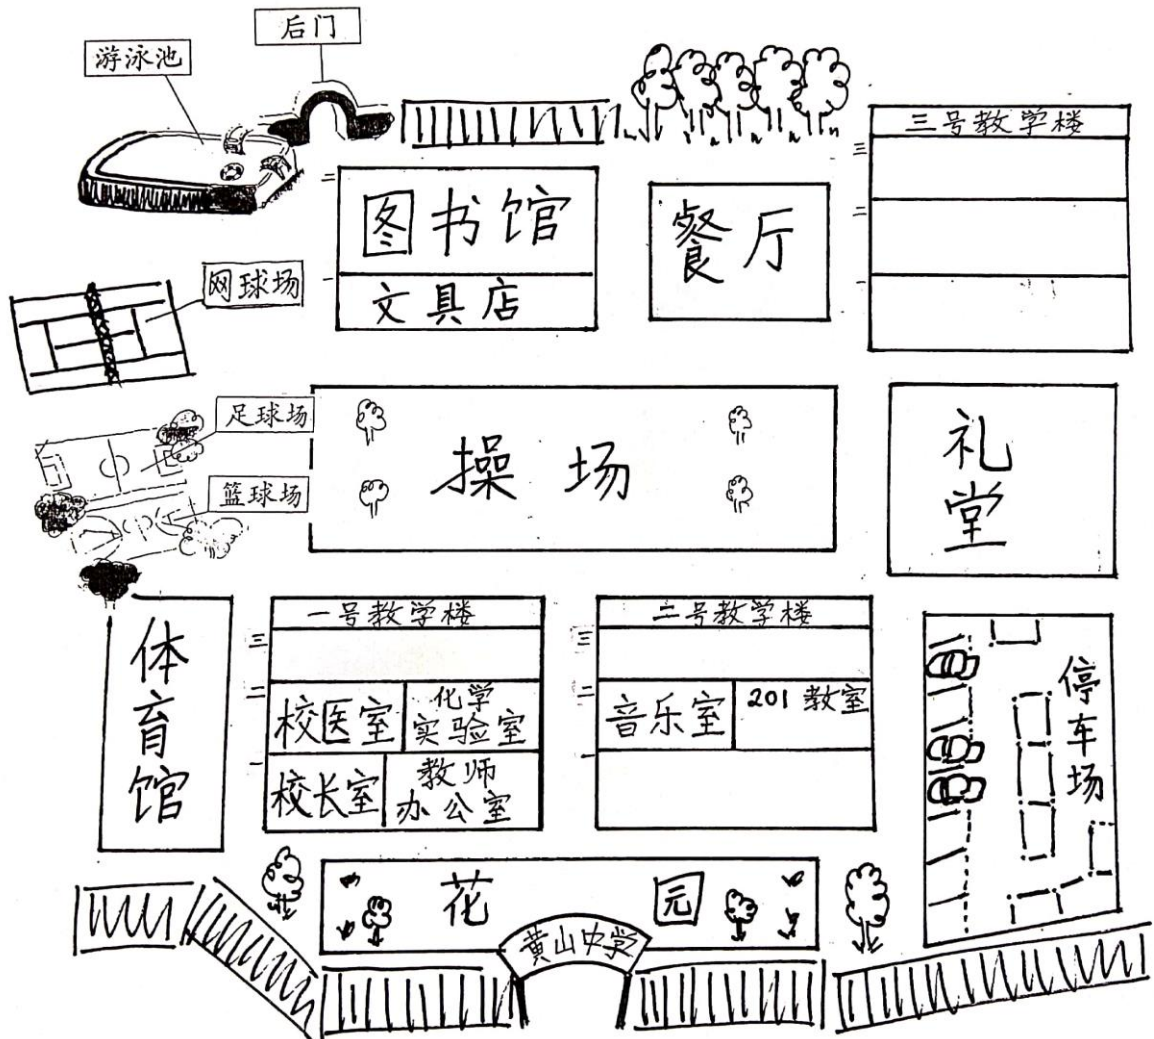 后门
游泳池
三号教学楼
三
二
一
二
图书馆
一
文具店
餐厅
网球场
足球场
篮球场
操场
礼堂
体育馆
一号教学楼
三
二
校医室
化学
实验室
一
校长室
教师
办公室
二号教学楼
三
二
音乐室
201 教室
一
停车场
花园
黄山中学